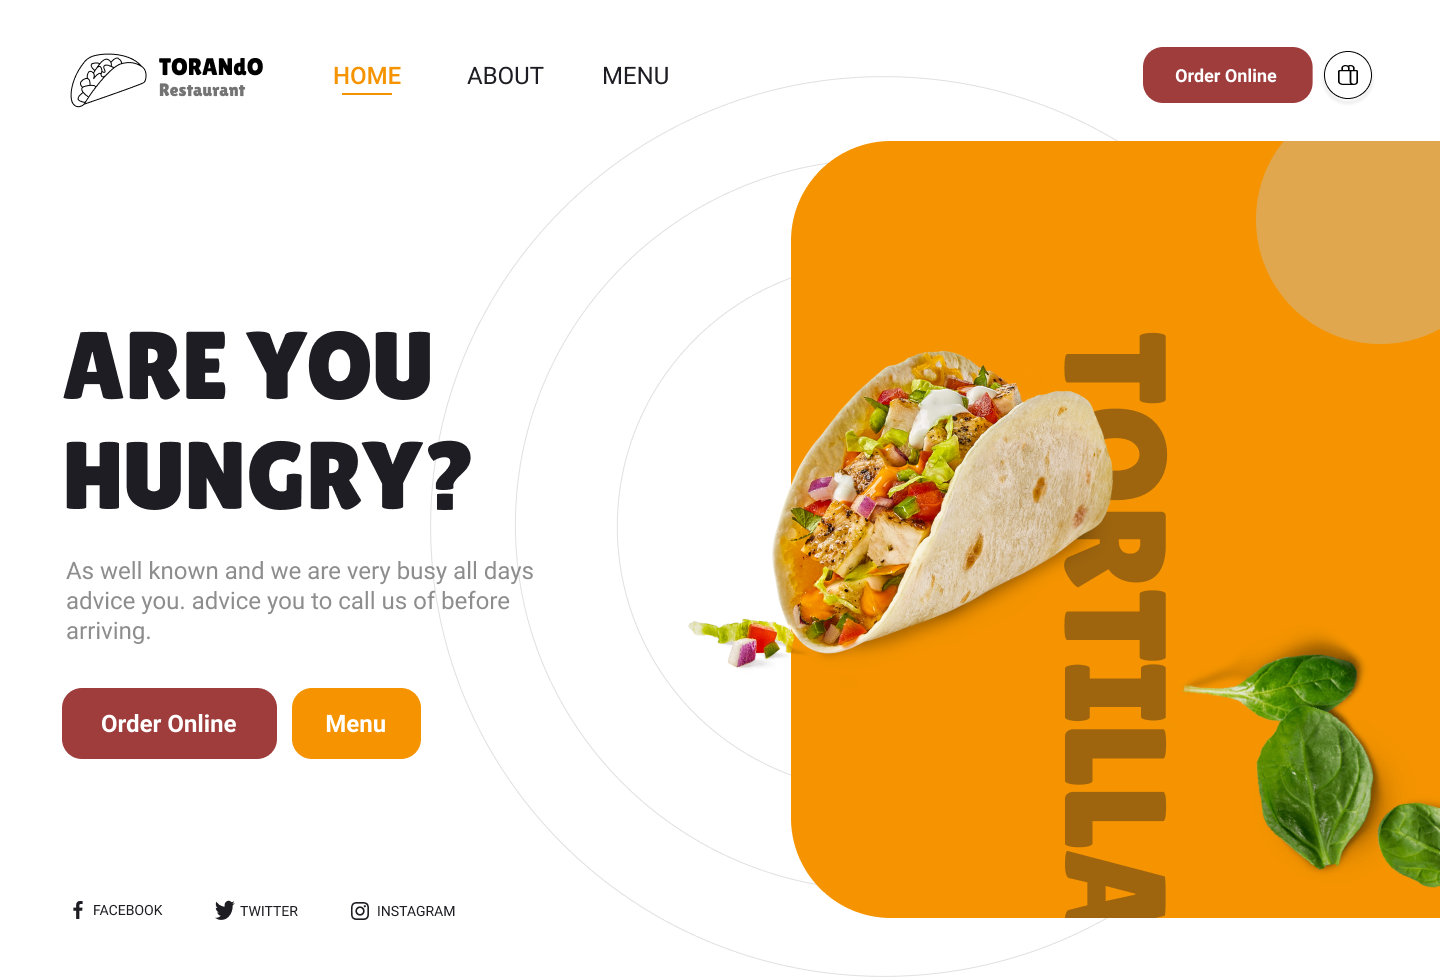 TORANdO
Restaurant
HOME
ABOUT
MENU
Order Online
ARE YOU
HUNGRY?
As well known and we are very busy all days
advice you. advice you to call us of before
arriving.
Order Online
Menu
TORTILLA
FACEBOOK
TWITTER
INSTAGRAM